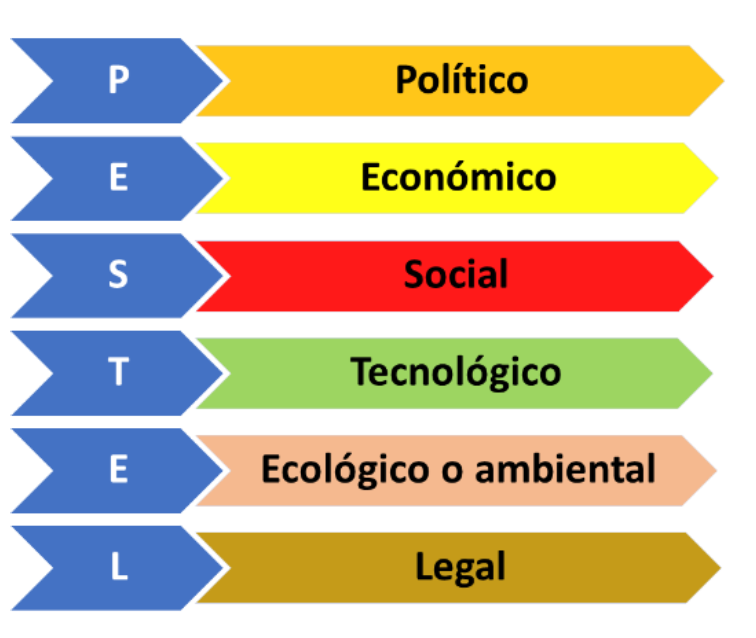 P Político
E Económico
S Social
T Tecnológico
E Ecológico o ambiental
L Legal